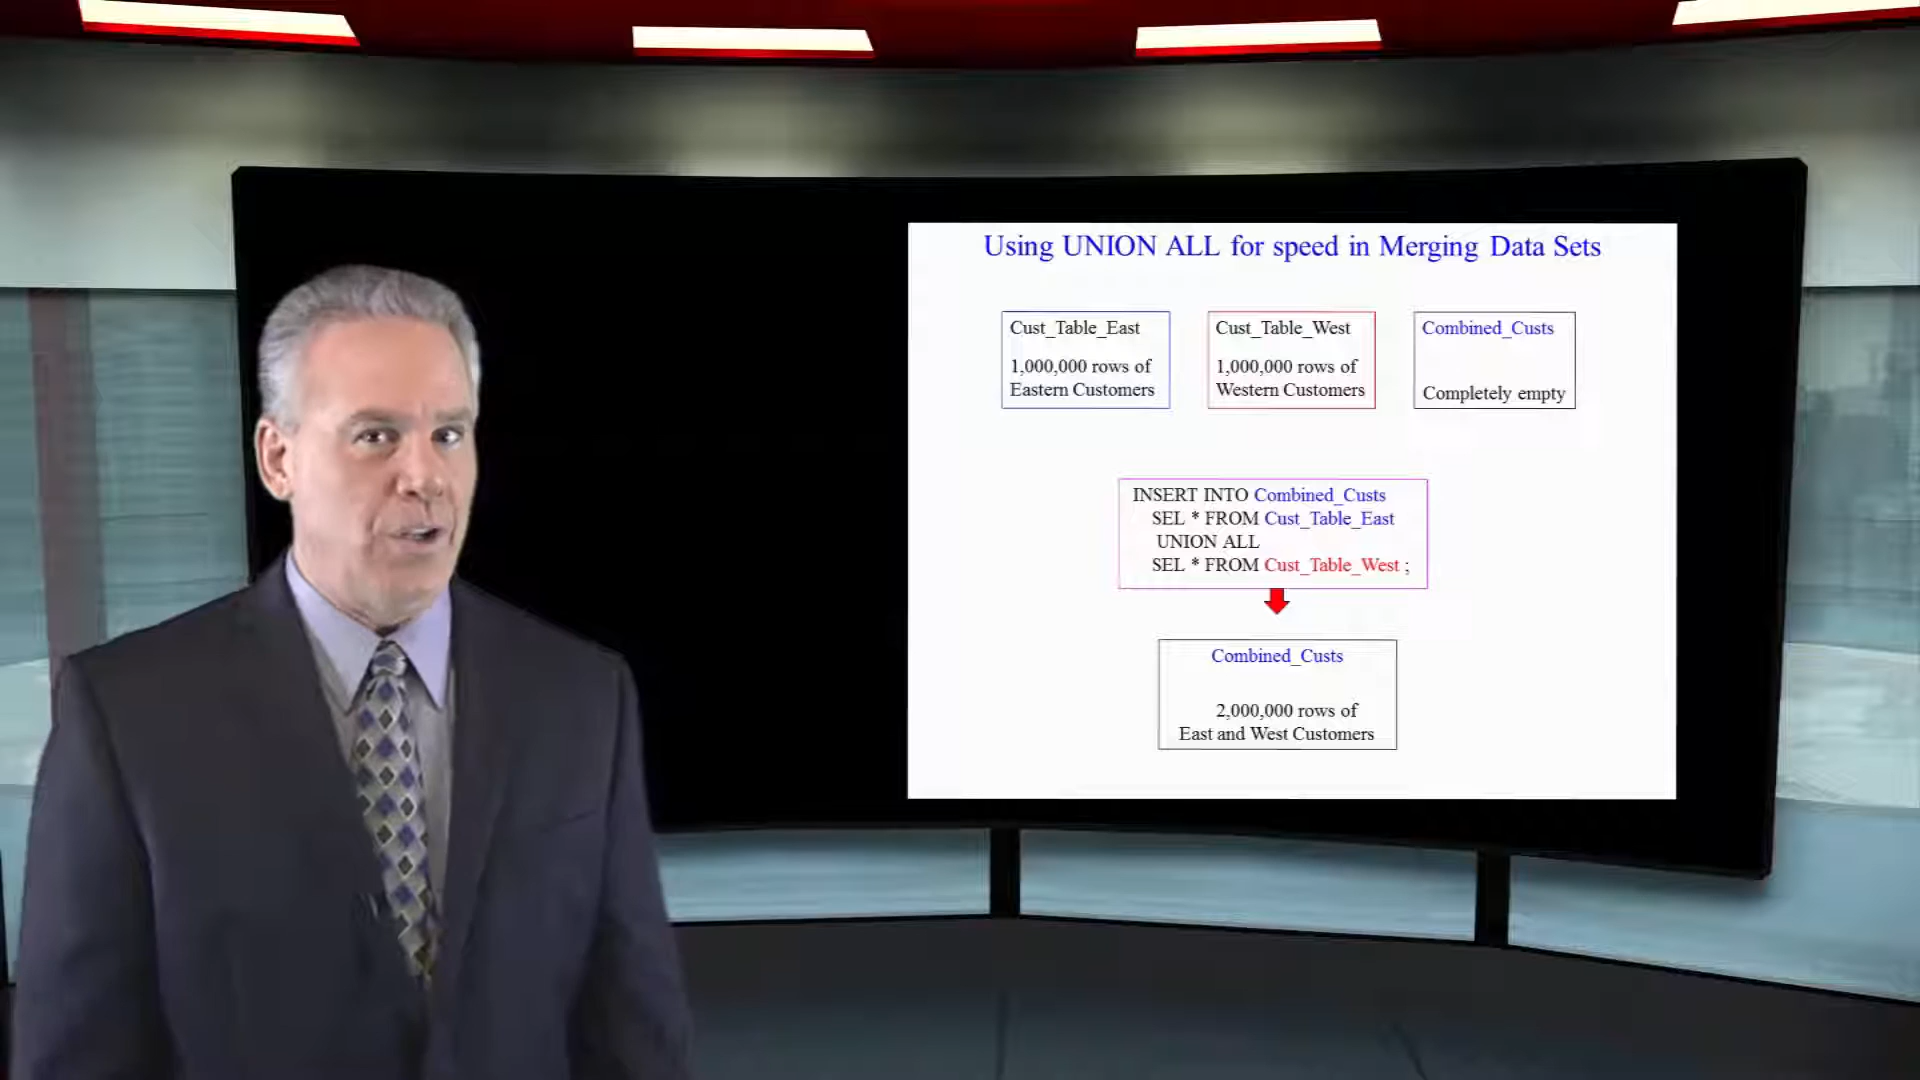 Using UNION ALL for speed in Merging Data Sets
Cust_Table_East
1,000,000 rows of
Eastern Customers
Cust_Table_West
1,000,000 rows of
Western Customers
Combined_Custs
Completely empty
INSERT INTO Combined_Custs
SEL * FROM Cust_Table_East
UNION ALL
SEL * FROM Cust_Table_West ;
Combined_Custs
2,000,000 rows of
East and West Customers